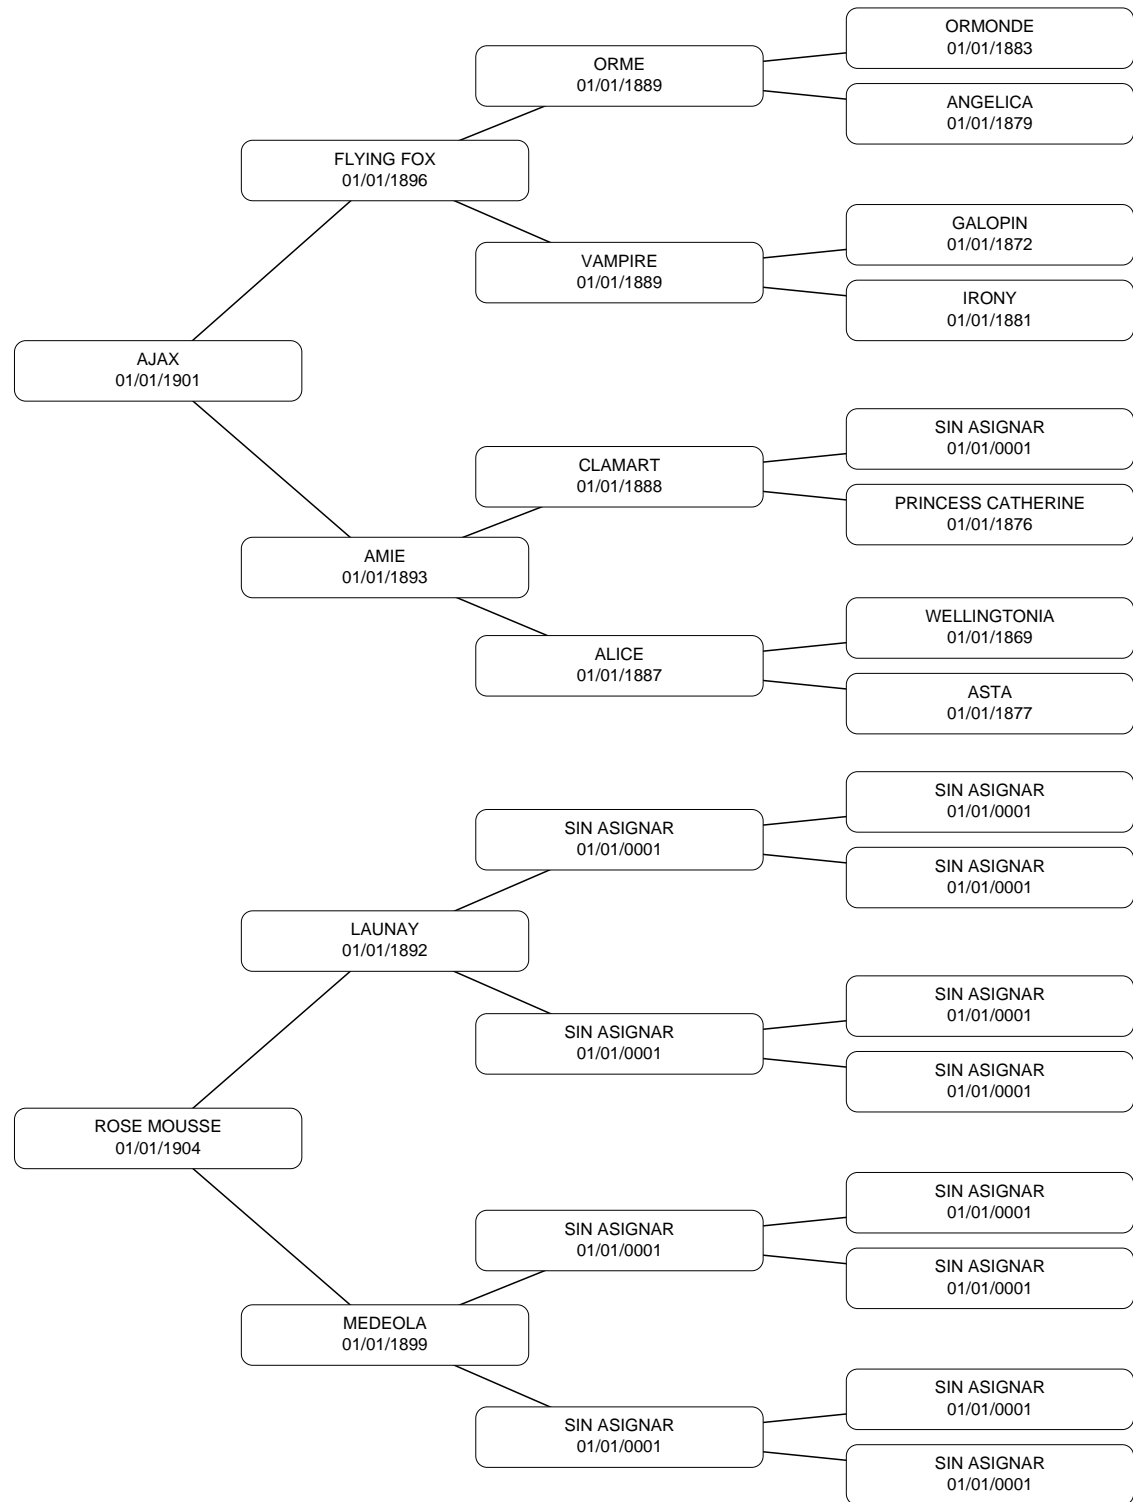 ORMONDE
01/01/1883
ORME
01/01/1889
ANGELICA
01/01/1879
FLYING FOX
01/01/1896
GALOPIN
01/01/1872
VAMPIRE
01/01/1889
IRONY
01/01/1881
AJAX
01/01/1901
SIN ASIGNAR
01/01/0001
CLAMART
01/01/1888
PRINCESS CATHERINE
01/01/1876
AMIE
01/01/1893
WELLINGTONIA
01/01/1869
ALICE
01/01/1887
ASTA
01/01/1877
SIN ASIGNAR
01/01/0001
SIN ASIGNAR
01/01/0001
SIN ASIGNAR
01/01/0001
LAUNAY
01/01/1892
SIN ASIGNAR
01/01/0001
SIN ASIGNAR
01/01/0001
SIN ASIGNAR
01/01/0001
ROSE MOUSSE
01/01/1904
SIN ASIGNAR
01/01/0001
SIN ASIGNAR
01/01/0001
SIN ASIGNAR
01/01/0001
MEDEOLA
01/01/1899
SIN ASIGNAR
01/01/0001
SIN ASIGNAR
01/01/0001
SIN ASIGNAR
01/01/0001